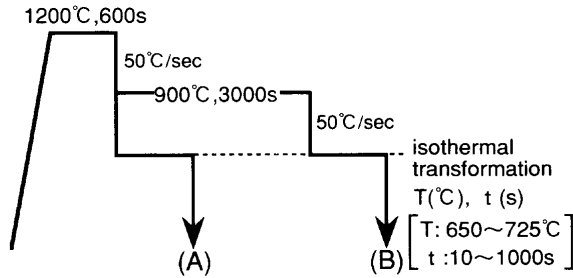 1200℃,600s
50℃/sec
900℃,3000s
50℃/sec
isothermal
transformation
T(℃), t (s)
T: 650～725℃
t :10～1000s
(A)
(B)